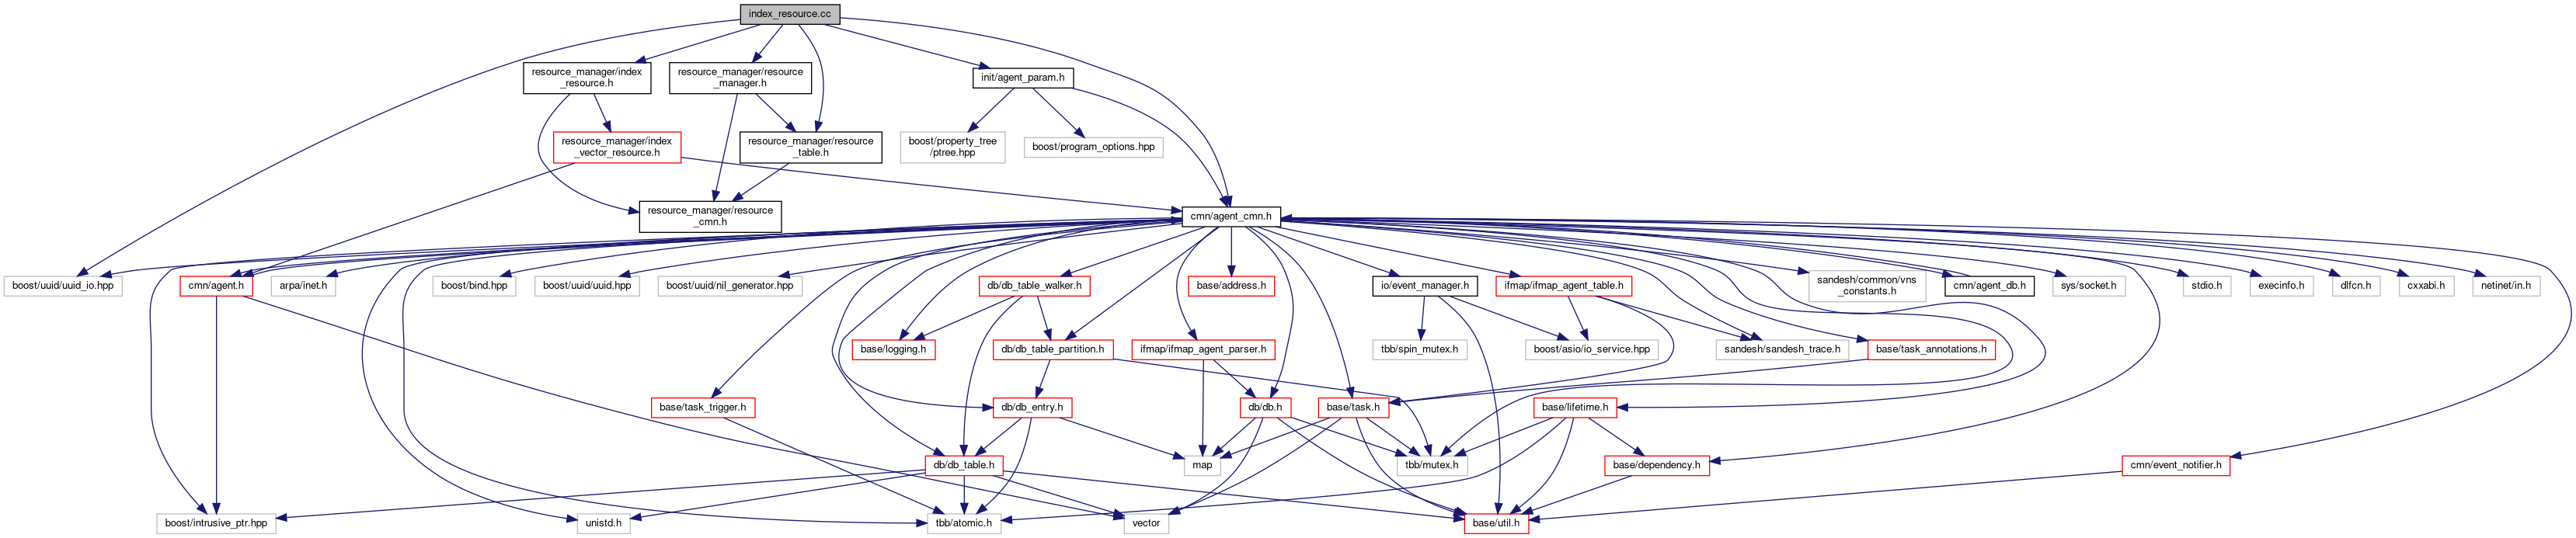 index_resource.cc
resource_manager/index
_resource.h
resource_manager/resource
_manager.h
init/agent_param.h
resource_manager/index
_vector_resource.h
resource_manager/resource
_table.h
boost/property_tree
/ptree.hpp
boost/program_options.hpp
resource_manager/resource
_cmn.h
cmn/agent_cmn.h
boost/uuid/uuid_io.hpp
cmn/agent.h
arpa/inet.h
boost/bind.hpp
boost/uuid/uuid.hpp
boost/uuid/nil_generator.hpp
db/db_table_walker.h
base/address.h
io/event_manager.h
ifmap/ifmap_agent_table.h
sandesh/common/vns
_constants.h
cmn/agent_db.h
sys/socket.h
stdio.h
execinfo.h
dlfcn.h
cxxabi.h
netinet/in.h
base/logging.h
db/db_table_partition.h
ifmap/ifmap_agent_parser.h
tbb/spin_mutex.h
boost/asio/io_service.hpp
sandesh/sandesh_trace.h
base/task_annotations.h
base/task_trigger.h
db/db_entry.h
db/db.h
base/task.h
base/lifetime.h
db/db_table.h
map
tbb/mutex.h
base/dependency.h
cmn/event_notifier.h
boost/intrusive_ptr.hpp
unistd.h
tbb/atomic.h
vector
base/util.h